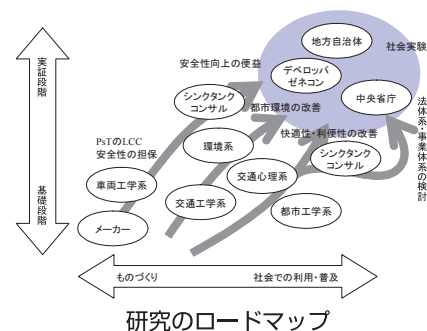 地方自治体
社会実験
安全性向上の便益
デベロッパ
ゼネコン
実証段階
シンクタンク
コンサル
中央省庁
都市環境の改善
法体系・事業体系の検討
快適性・利便性の改善
PsTのLCC
安全性の担保
環境系
シンクタンク
コンサル
車両工学系
交通心理系
基礎段階
交通工学系
都市工学系
メーカー
ものづくり
社会での利用・普及
研究のロードマップ